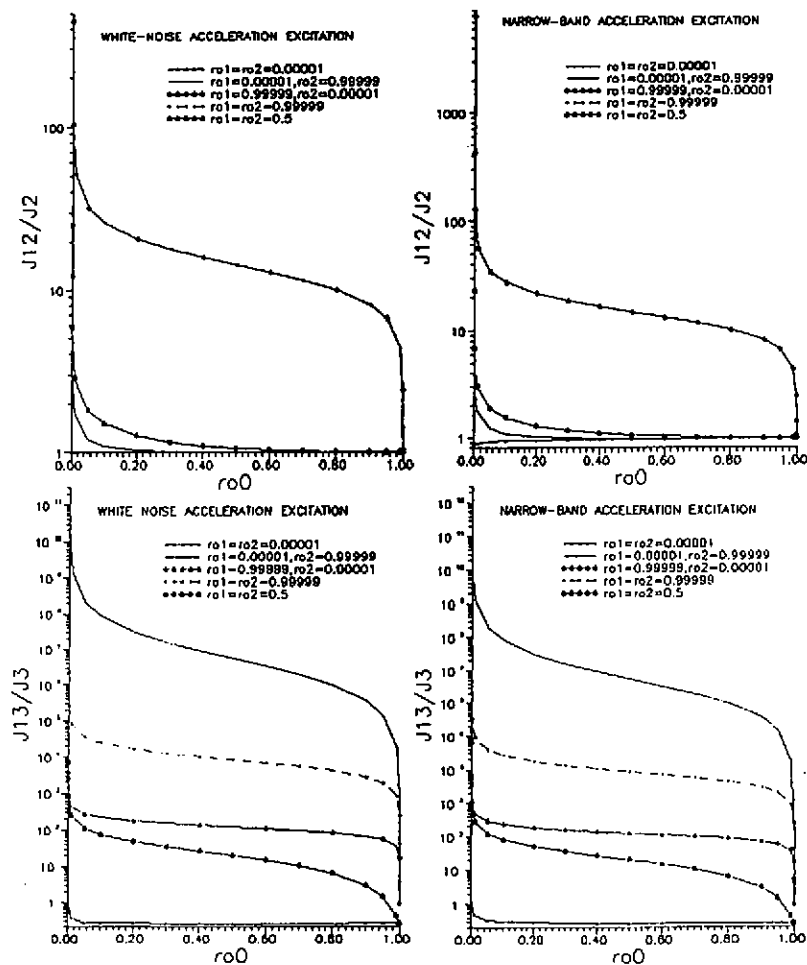 WHITE-NOISE ACCELERATION EXCITATION
ro1=ro2=0.00001
ro1=0.00001,ro2=0.99999
ro1=0.99999,ro2=0.00001
ro1=ro2=0.99999
ro1=ro2=0.5
100
10
1
J12/J2
0.00 0.20 0.40 0.60 0.80 1.00
ro0
NARROW-BAND ACCELERATION EXCITATION
ro1=ro2=0.00001
ro1=0.00001,ro2=0.99999
ro1=0.99999,ro2=0.00001
ro1=ro2=0.99999
ro1=ro2=0.5
1000
100
10
1
J12/J2
0.00 0.20 0.40 0.60 0.80 1.00
ro0
WHITE NOISE ACCELERATION EXCITATION
ro1=ro2=0.00001
ro1=0.00001,ro2=0.99999
ro1=0.99999,ro2=0.00001
ro1=ro2=0.99999
ro1=ro2=0.5
10
1
J13/J3
0.00 0.20 0.40 0.60 0.80 1.00
ro0
NARROW-BAND ACCELERATION EXCITATION
ro1=ro2=0.00001
ro1=0.00001,ro2=0.99999
ro1=0.99999,ro2=0.00001
ro1=ro2=0.99999
ro1=ro2=0.5
10
1
J13/J3
0.00 0.20 0.40 0.60 0.80 1.00
ro0